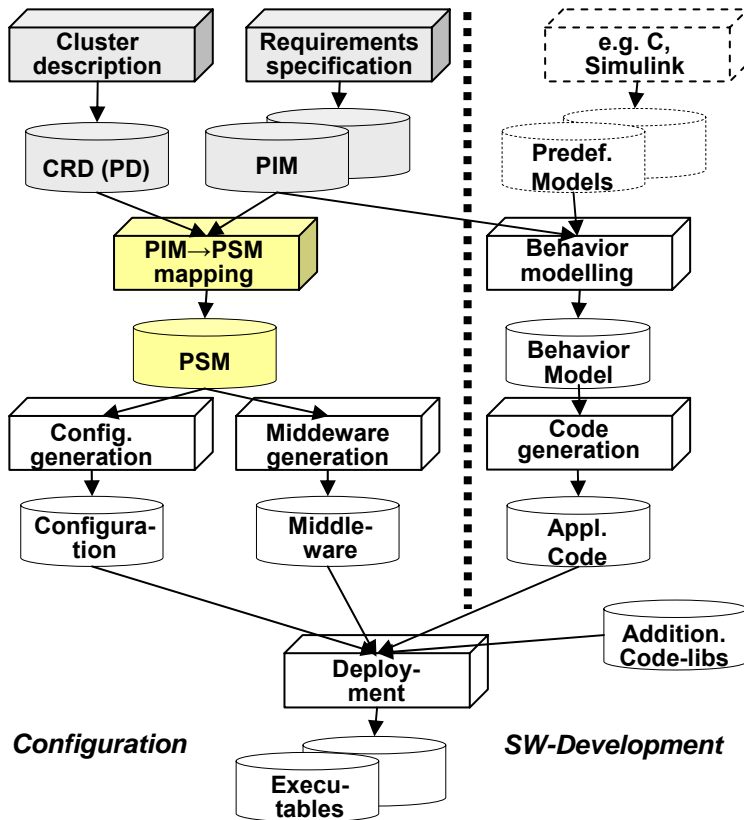 Cluster
description
Requirements
specification
e.g. C,
Simulink
CRD (PD)
PIM
Predef.
Models
PIM→PSM
mapping
Behavior
modelling
PSM
Behavior
Model
Config.
generation
Middeware
generation
Code
generation
Configura-
tion
Middle-
ware
Appl.
Code
Addition.
Code-libs
Deploy-
ment
Configuration
SW-Development
Execu-
tables